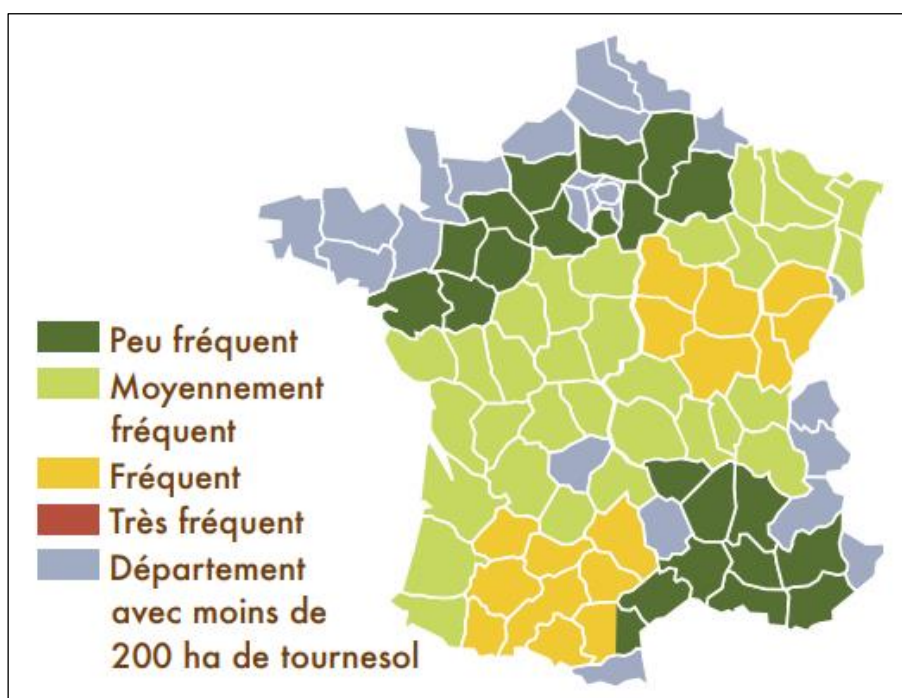 Peu fréquent
Moyennement
fréquent
Fréquent
Très fréquent
Département
avec moins de
200 ha de tournesol